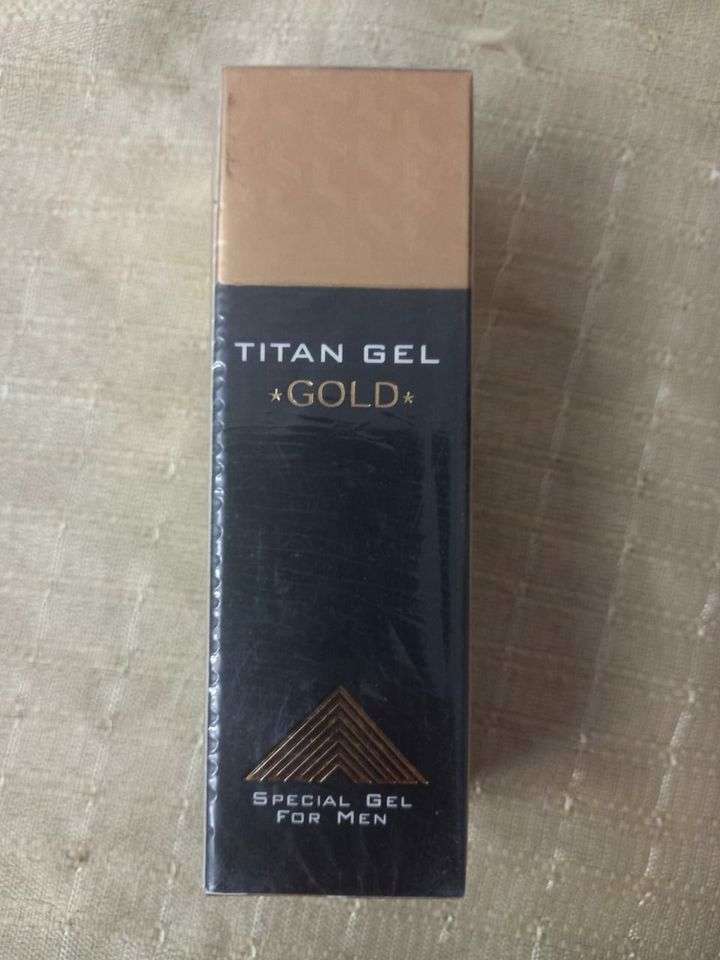 TITAN GEL
*GOLD*
SPECIAL GEL
FOR MEN